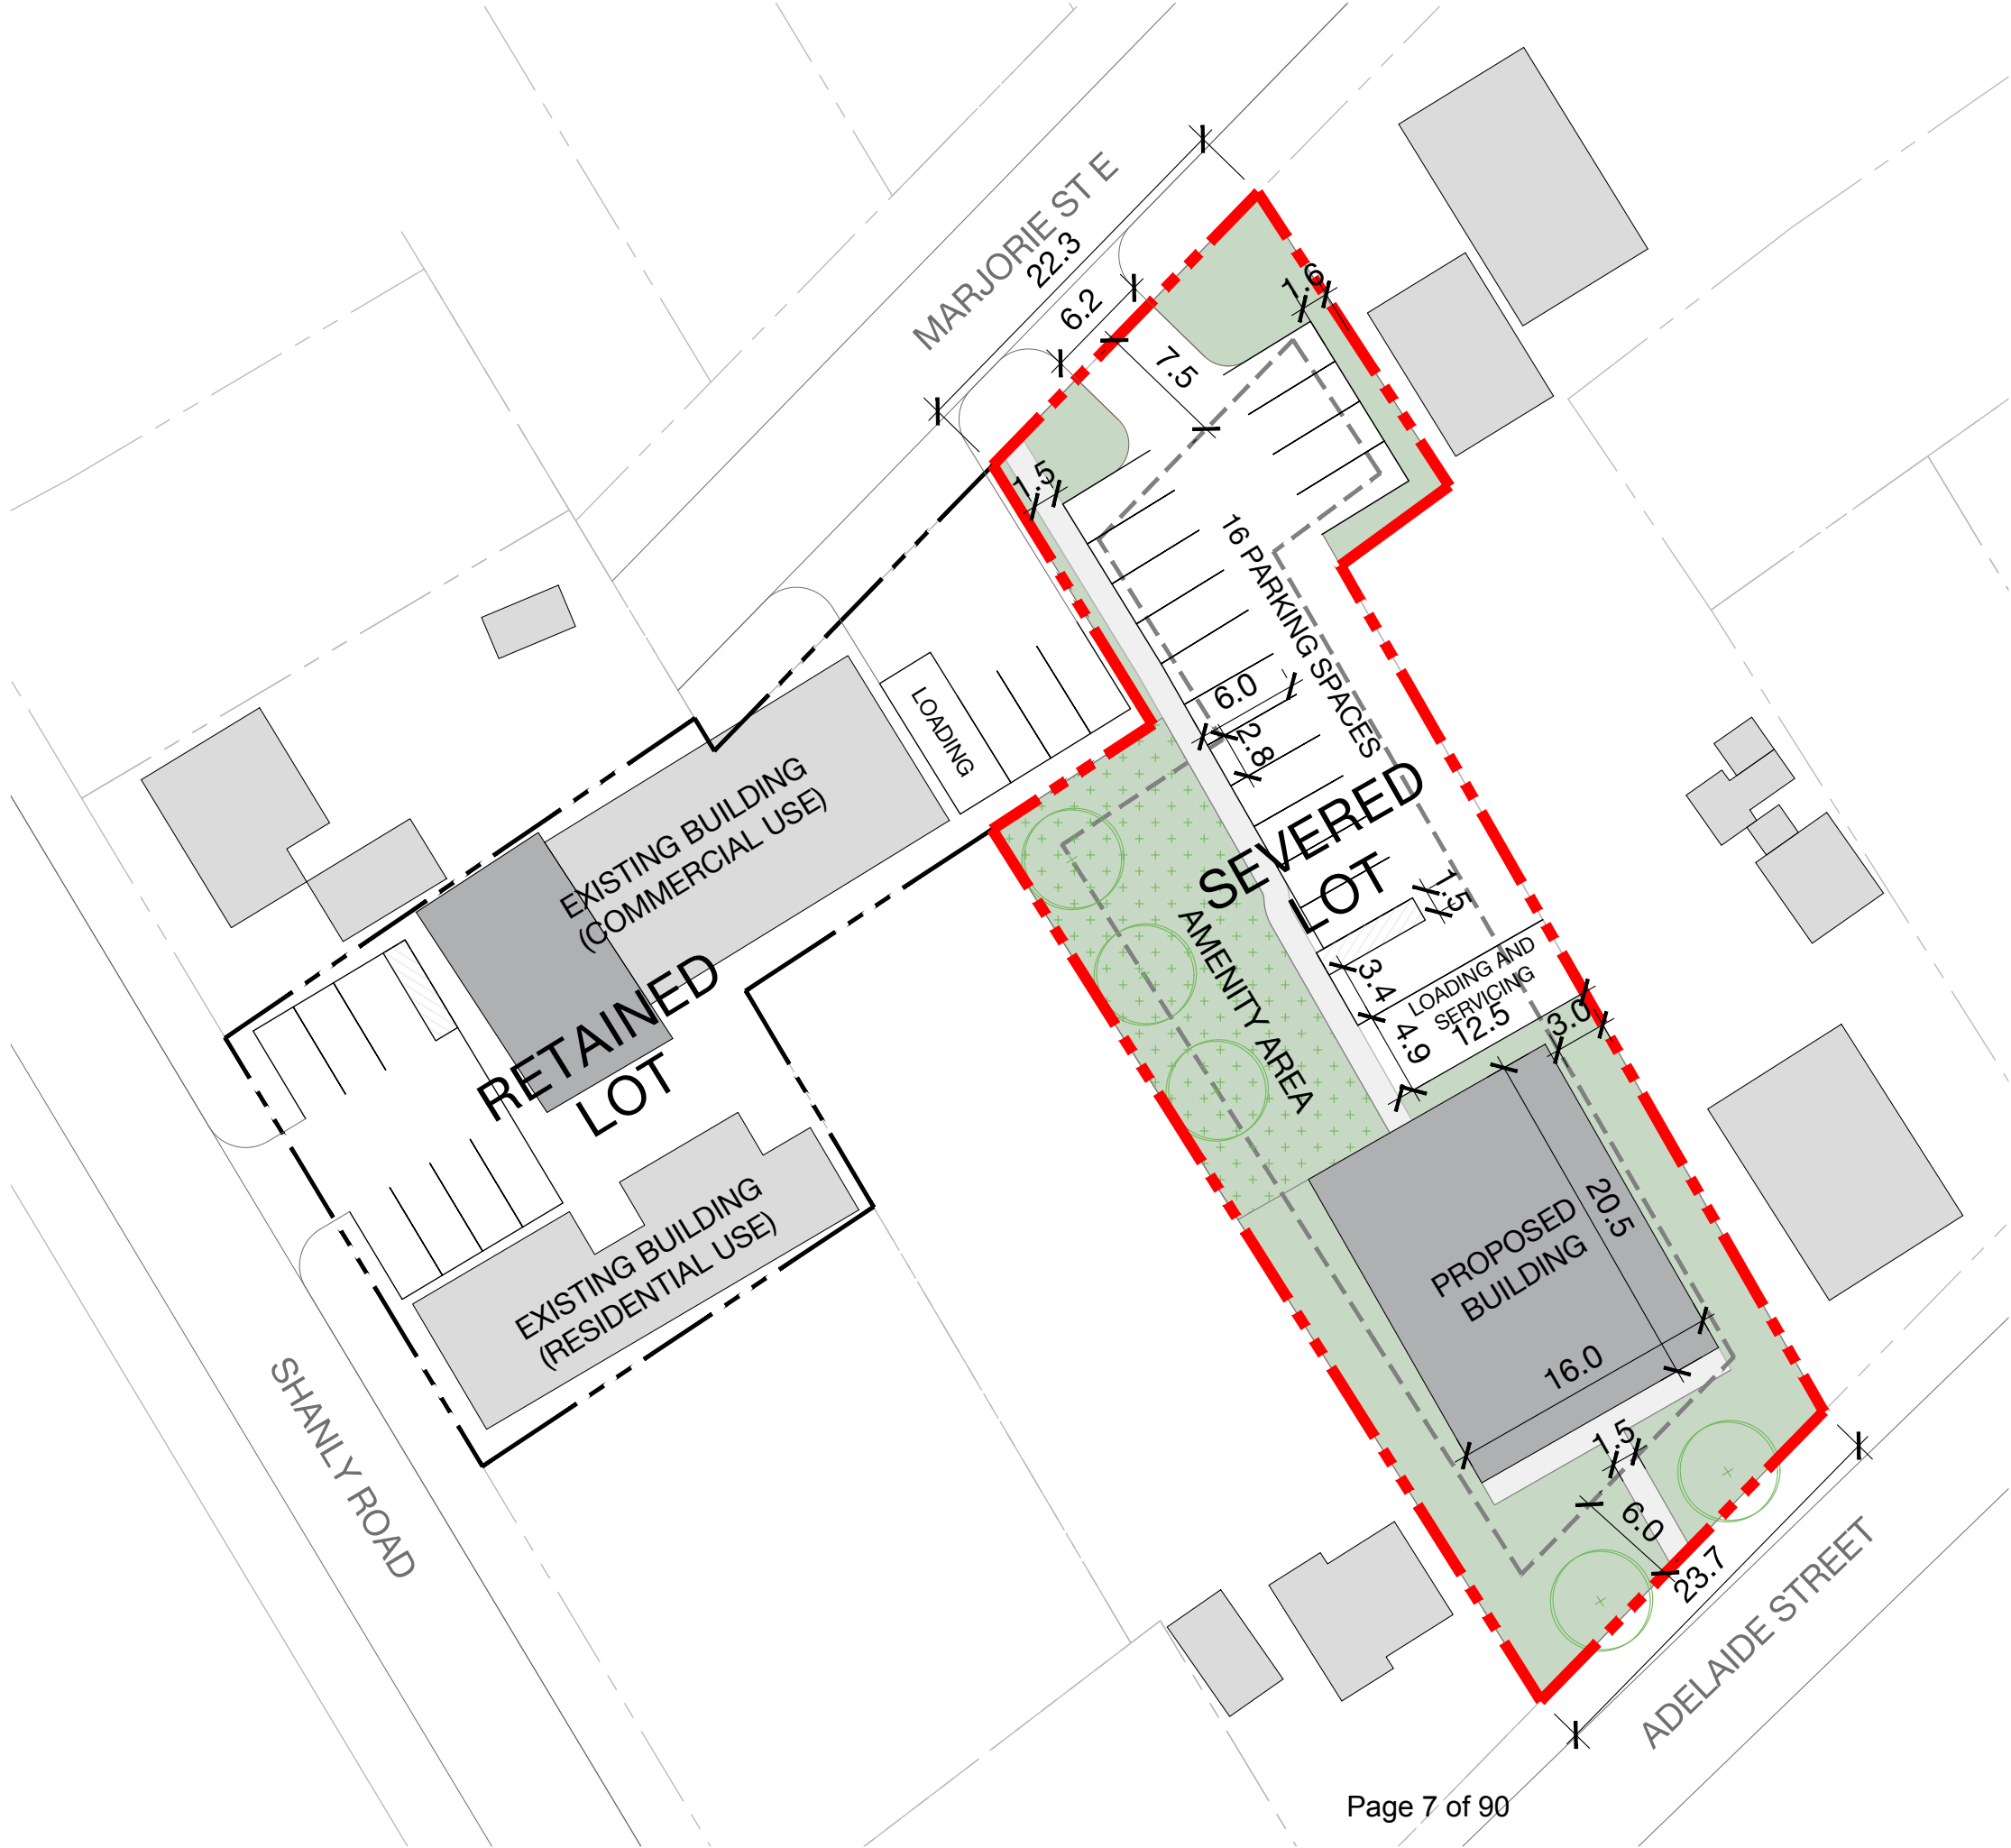 MARJORIE ST E
22.3
6.2
7.5
1.6
1.5
16 PARKING SPACES
6.0
2.8
LOADING
SEVERED
LOT
EXISTING BUILDING
(COMMERCIAL USE)
AMENITY AREA
1.5
3.4
LOADING AND
SERVICING
12.5
4.9
3.0
RETAINED
LOT
EXISTING BUILDING
(RESIDENTIAL USE)
PROPOSED
BUILDING
20.5
16.0
1.5
6.0
23.7
SHANLY ROAD
ADELAIDE STREET
Page 7 of 90